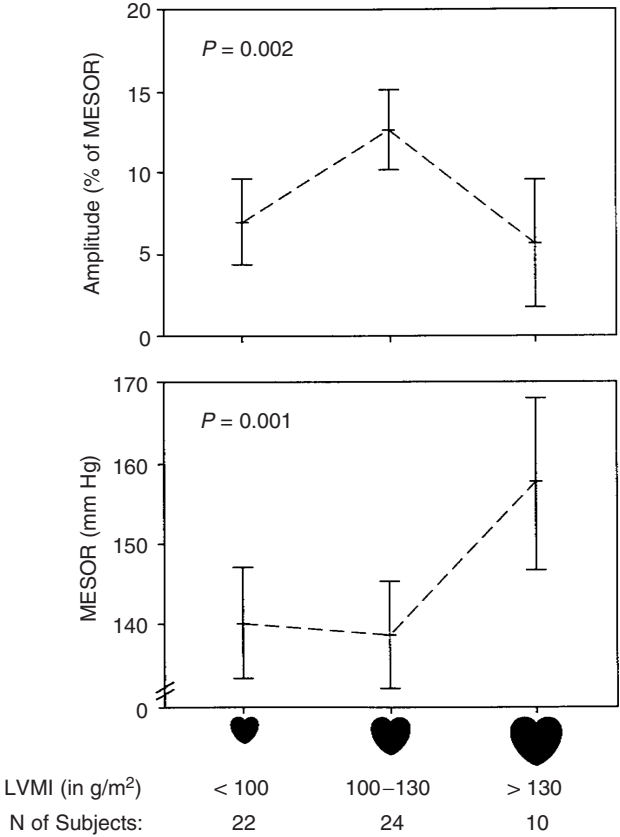 20
15
10
5
0
Amplitude (% of MESOR)
P = 0.002
170
160
150
140
0
MESOR (mm Hg)
P = 0.001
LVMI (in g/m²) < 100 100–130 > 130
N of Subjects: 22 24 10